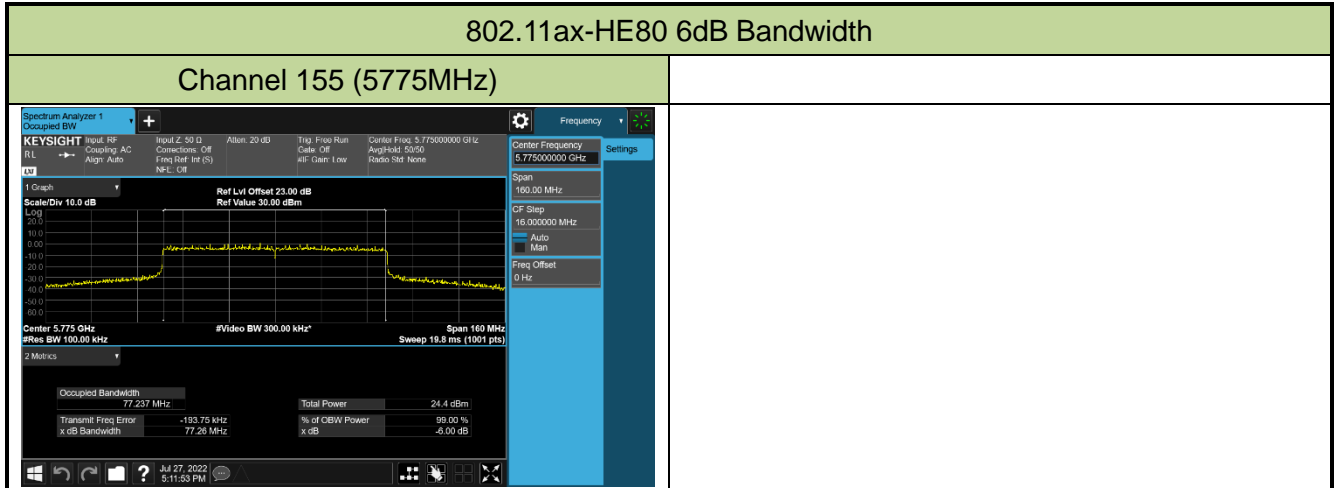 802.11ax-HE80 6dB Bandwidth
Channel 155 (5775MHz)
Spectrum Analyzer 1
Occupied BW
+
Frequency
KEYSIGHT
RL
LXI
Input: RF
Coupling: AC
Align: Auto
Input Z: 50 Ω
Corrections: Off
Freq Ref: Int (S)
NFE: Off
Atten: 20 dB
Trig: Free Run
Gate: Off
#IF Gain: Low
Center Freq: 5.775000000 GHz
Avg|Hold: 50/50
Radio Std: None
Center Frequency
5.775000000 GHz
Settings
Span
160.00 MHz
CF Step
16.000000 MHz
Auto
Man
Freq Offset
0 Hz
1 Graph
Scale/Div 10.0 dB
Ref Lvl Offset 23.00 dB
Ref Value 30.00 dBm
Log
20.0
10.0
0.00
-10.0
-20.0
-30.0
-40.0
-50.0
-60.0
Center 5.775 GHz
#Res BW 100.00 kHz
#Video BW 300.00 kHz*
Span 160 MHz
Sweep 19.8 ms (1001 pts)
2 Metrics
Occupied Bandwidth
77.237 MHz
Total Power 24.4 dBm
Transmit Freq Error -193.75 kHz
% of OBW Power 99.00 %
x dB Bandwidth 77.26 MHz
x dB -6.00 dB
?
Jul 27, 2022
5:11:53 PM